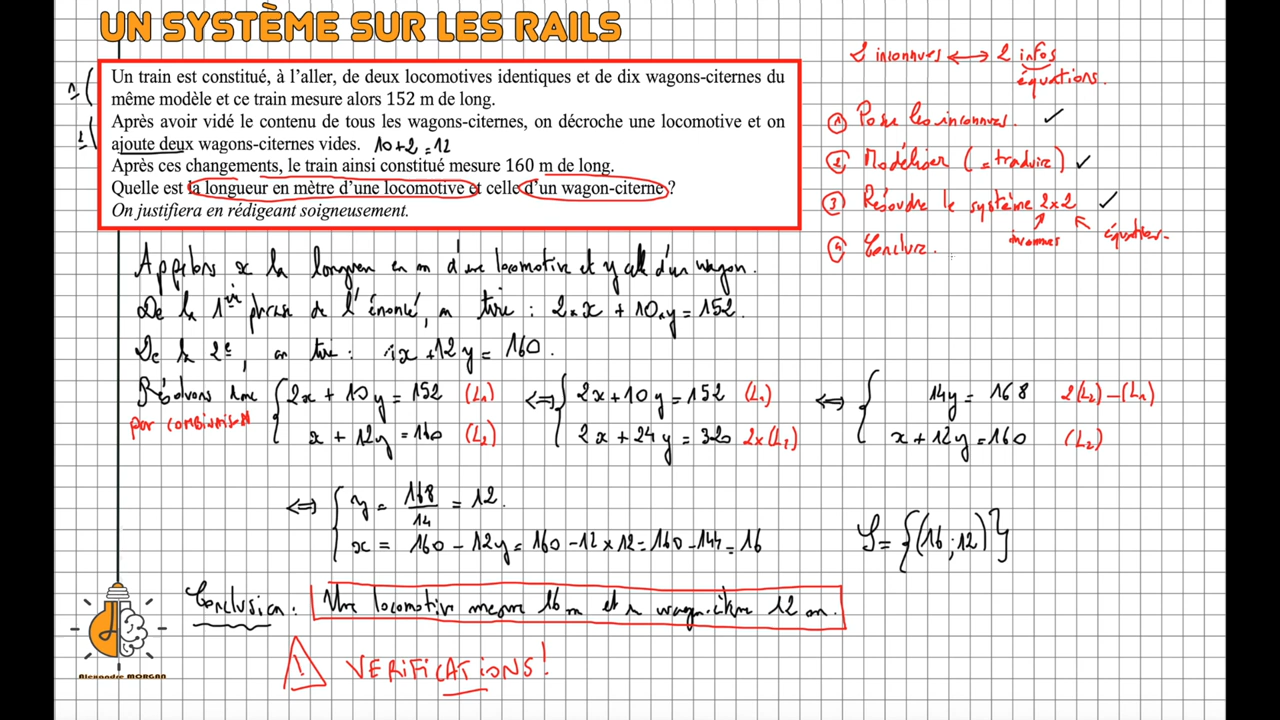 UN SYSTÈME SUR LES RAILS
2 inconnues ↔ 2 infos
équations.
1/ (
Un train est constitué, à l'aller, de deux locomotives identiques et de dix wagons-citernes du
même modèle et ce train mesure alors 152 m de long.
2/ (
Après avoir vidé le contenu de tous les wagons-citernes, on décroche une locomotive et on
ajoute deux wagons-citernes vides. 10+2=12
Après ces changements, le train ainsi constitué mesure 160 m de long.
Quelle est la longueur en mètre d'une locomotive et celle d'un wagon-citerne ?
On justifiera en rédigeant soigneusement.
① Poser les inconnues. ✓
② Modéliser (= traduire) ✓
③ Résoudre le système 2x2 ✓
inconnues équations.
④ Conclure.
Appelons x la longueur en m d'une locomotive et y celle d'un wagon.
De la 1ère phrase de l'énoncé, on tire : 2×x + 10×y = 152.
De la 2e, on tire : 1x + 12y = 160.
Résolvons donc { 2x + 10y = 152 (L₁) ⇔ { 2x + 10y = 152 (L₁) ⇔ { 14y = 168 2(L₂) – (L₁)
par combinaison x + 12y = 160 (L₂) 2x + 24y = 320 2×(L₂) x + 12y = 160 (L₂)
⇔ { y = 168/14 = 12.
x = 160 – 12y = 160 – 12×12 = 160 – 144 = 16
S = {(16 ; 12)}
Conclusion : Une locomotive mesure 16 m et un wagon-citerne 12 m.
! VERIFICATIONS !
Alexandre MORGAN